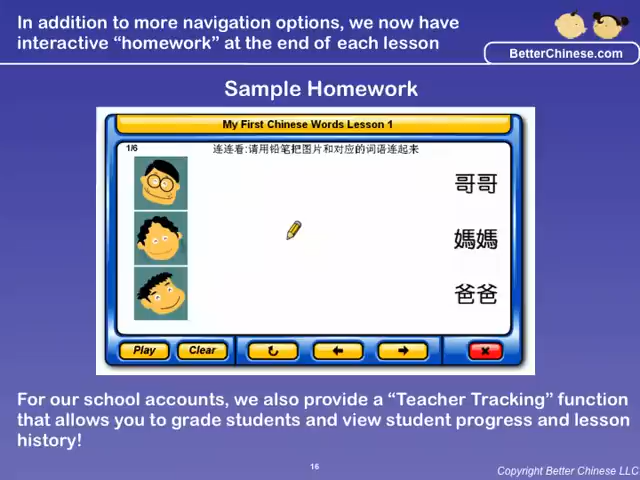 In addition to more navigation options, we now have
interactive “homework” at the end of each lesson
BetterChinese.com
Sample Homework
My First Chinese Words Lesson 1
1/6
连连看:请用铅笔把图片和对应的词语连起来
哥哥
媽媽
爸爸
Play
Clear
For our school accounts, we also provide a “Teacher Tracking” function
that allows you to grade students and view student progress and lesson
history!
16
Copyright Better Chinese LLC